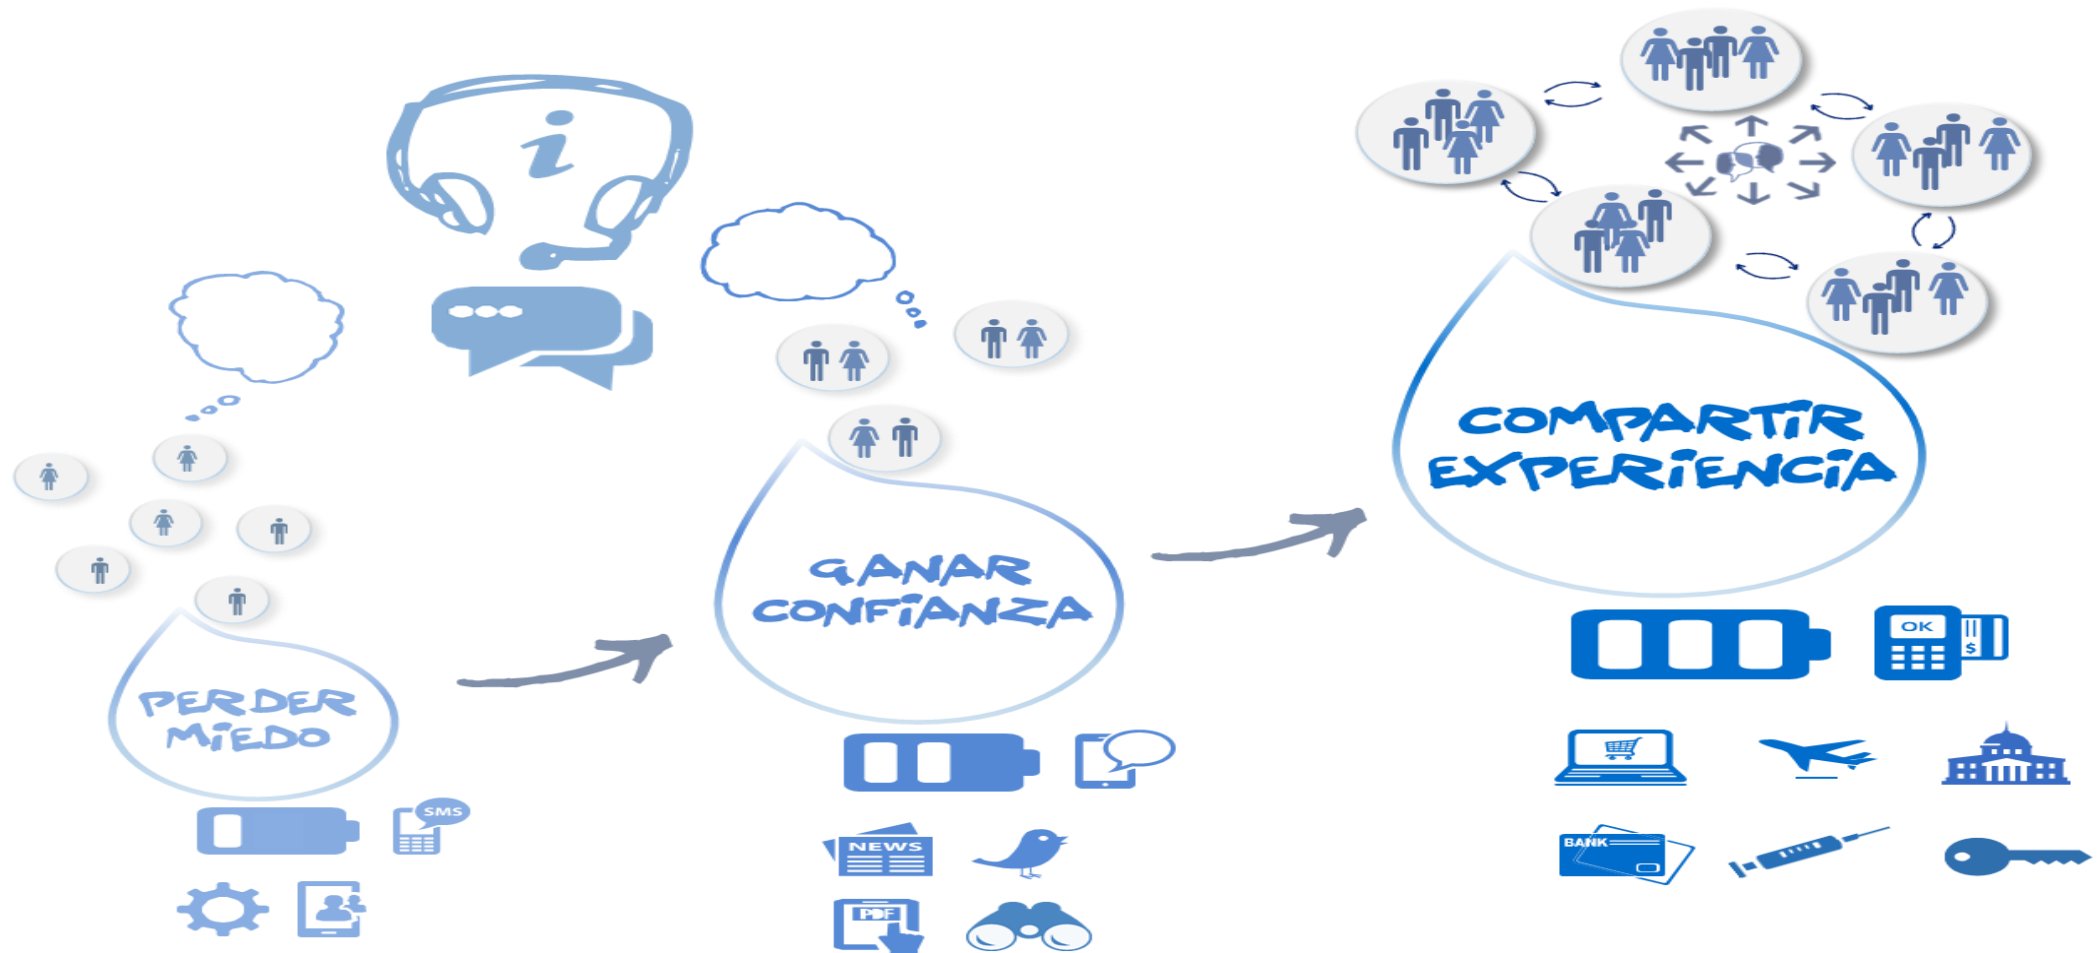 PERDER
MIEDO
SMS
GANAR
CONFIANZA
NEWS
PDF
COMPARTIR
EXPERIENCIA
OK
$
BANK
i